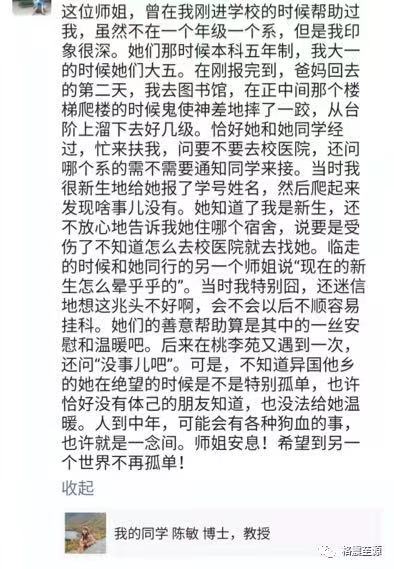 这位师姐，曾在我刚进学校的时候帮助过
我，虽然不在一个年级一个系，但是我印
象很深。她们那时候本科五年制，我大一
的时候她们大五。在刚报完到，爸妈回去
的第二天，我去图书馆，在正中间那个楼
梯爬楼的时候鬼使神差地摔了一跤，从台
阶上溜下去好几级。恰好她和她同学经
过，忙来扶我，问要不要去校医院，还问
哪个系的需不需要通知同学来接。当时我
很新生地给她报了学号姓名，然后爬起来
发现啥事儿没有。她知道了我是新生，还
不放心地告诉我她住哪个宿舍，说要是受
伤了不知道怎么去校医院就去找她。临走
的时候和她同行的另一个师姐说“现在的新
生怎么晕乎乎的”。当时我特别囧，还迷信
地想这兆头不好啊，会不会以后不顺容易
挂科。她们的善意帮助算是其中的一丝安
慰和温暖吧。后来在桃李苑又遇到一次，
还问“没事儿吧”。可是，不知道异国他乡
的她在绝望的时候是不是特别孤单，也许
恰好没有体己的朋友知道，也没法给她温
暖。人到中年，可能会有各种狗血的事，
也许就是一念间。师姐安息！希望到另一
个世界不再孤单！
收起
我的同学 陈敏 博士，教授
格震至源